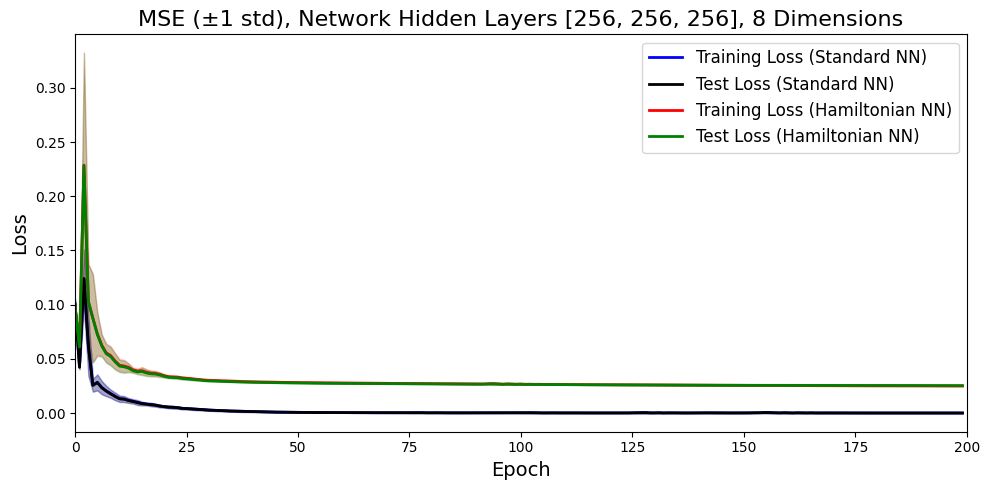 MSE (±1 std), Network Hidden Layers [256, 256, 256], 8 Dimensions
Training Loss (Standard NN)
Test Loss (Standard NN)
Training Loss (Hamiltonian NN)
Test Loss (Hamiltonian NN)
Loss
0.30
0.25
0.20
0.15
0.10
0.05
0.00
0 25 50 75 100 125 150 175 200
Epoch